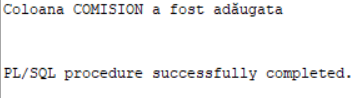 Coloana COMISION a fost adăugata
PL/SQL procedure successfully completed.